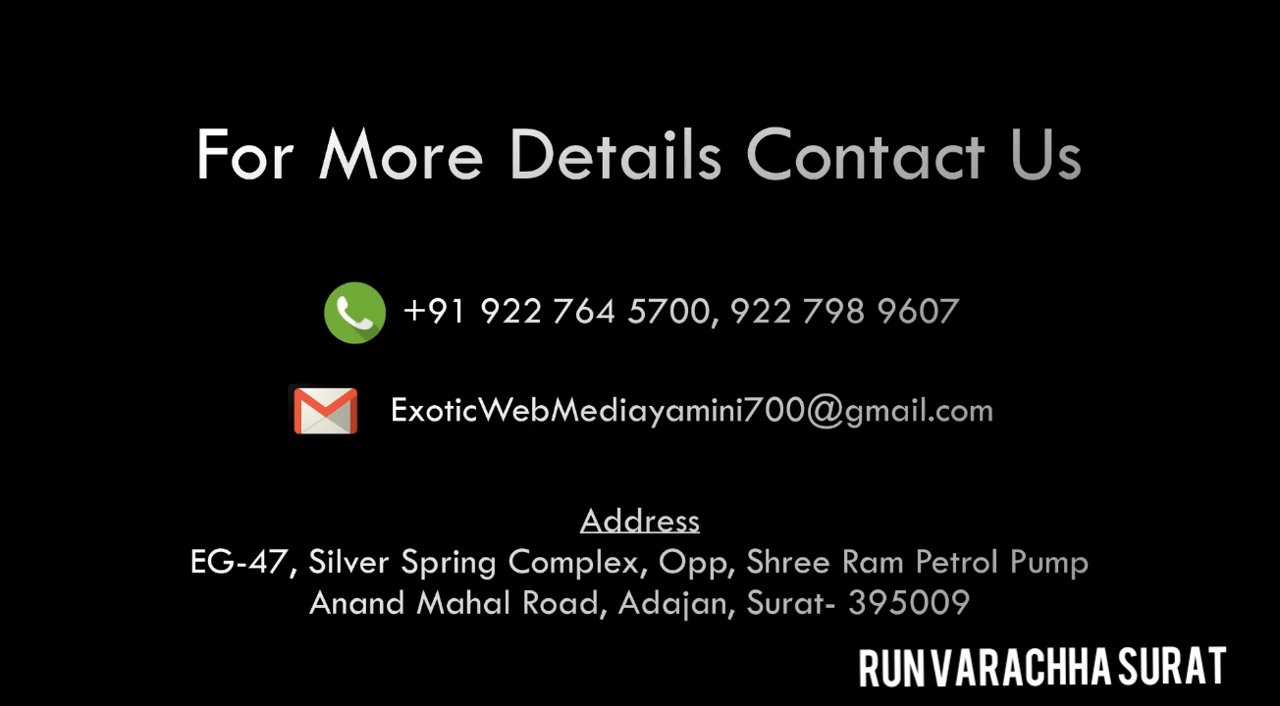 For More Details Contact Us
+91 922 764 5700, 922 798 9607
ExoticWebMediayamini700@gmail.com
Address
EG-47, Silver Spring Complex, Opp, Shree Ram Petrol Pump
Anand Mahal Road, Adajan, Surat- 395009
RUN VARACHHA SURAT